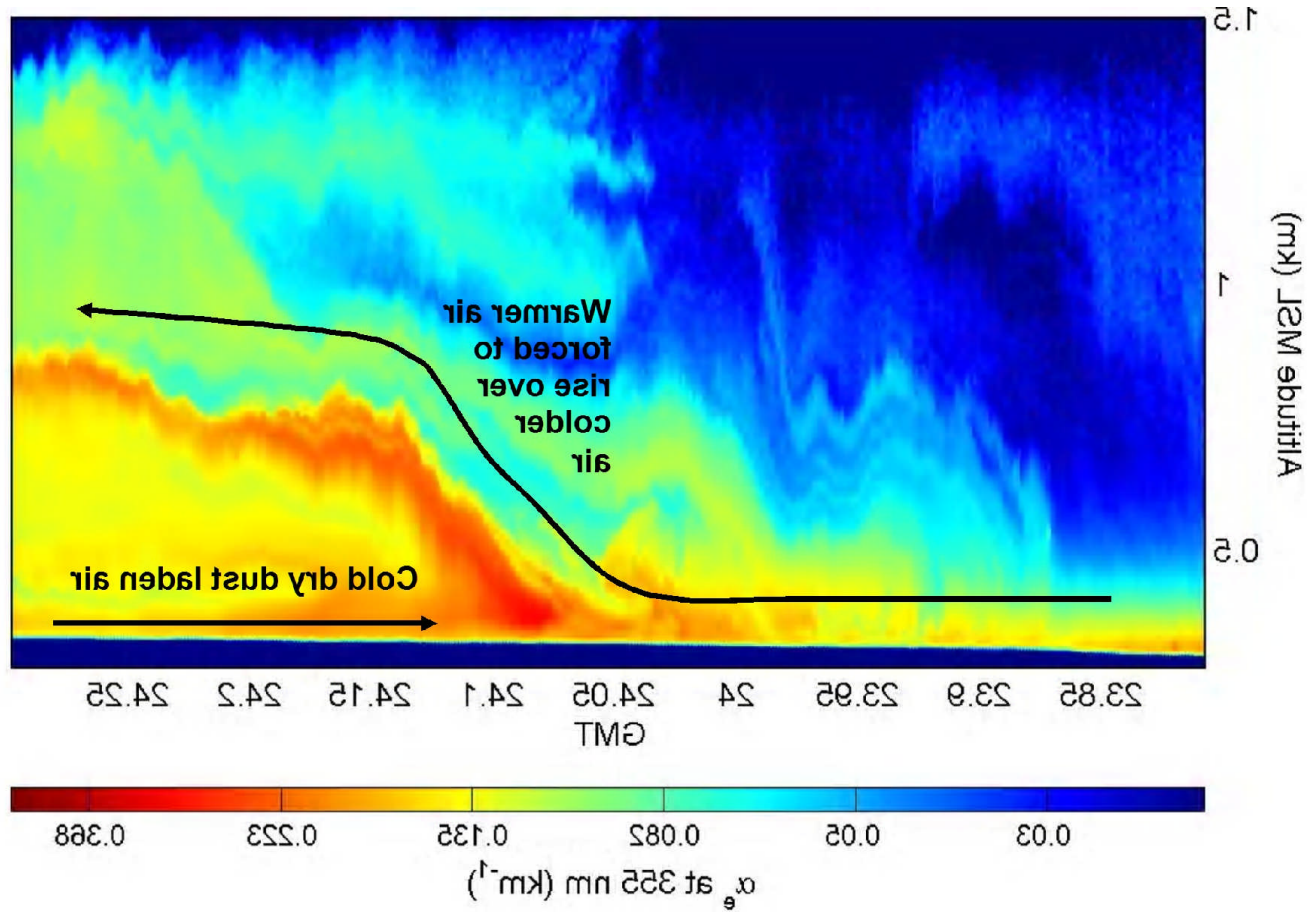 1.5
1
0.5
Altitude MSL (km)
Warmer air
forced to
rise over
colder
air
Cold dry dust laden air
23.85 23.9 23.95 24 24.05 24.1 24.15 24.2 24.25
GMT
0.03 0.05 0.082 0.135 0.223 0.368
αe at 355 nm (km-1)